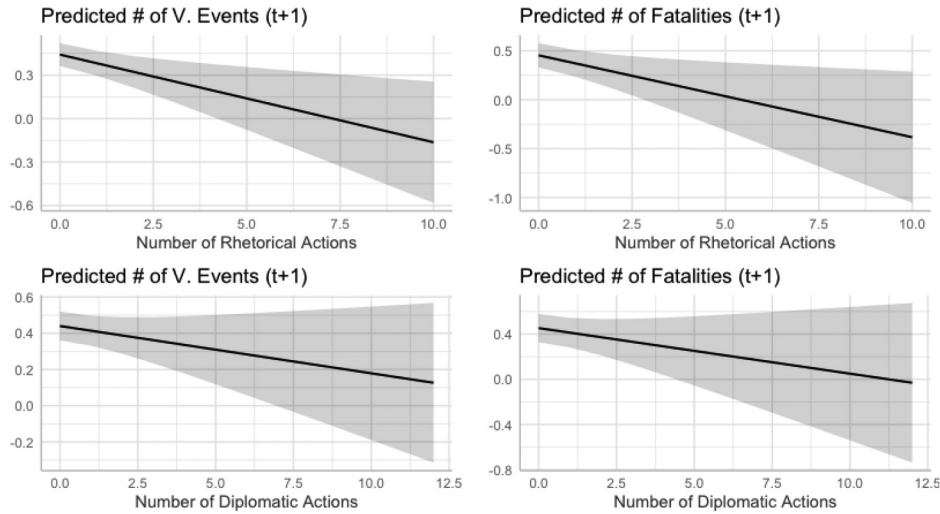 Predicted # of V. Events (t+1)
0.3
0.0
-0.3
-0.6
0.0 2.5 5.0 7.5 10.0
Number of Rhetorical Actions
Predicted # of Fatalities (t+1)
0.5
0.0
-0.5
-1.0
0.0 2.5 5.0 7.5 10.0
Number of Rhetorical Actions
Predicted # of V. Events (t+1)
0.6
0.4
0.2
0.0
-0.2
0.0 2.5 5.0 7.5 10.0 12.5
Number of Diplomatic Actions
Predicted # of Fatalities (t+1)
0.4
0.0
-0.4
-0.8
0.0 2.5 5.0 7.5 10.0 12.5
Number of Diplomatic Actions